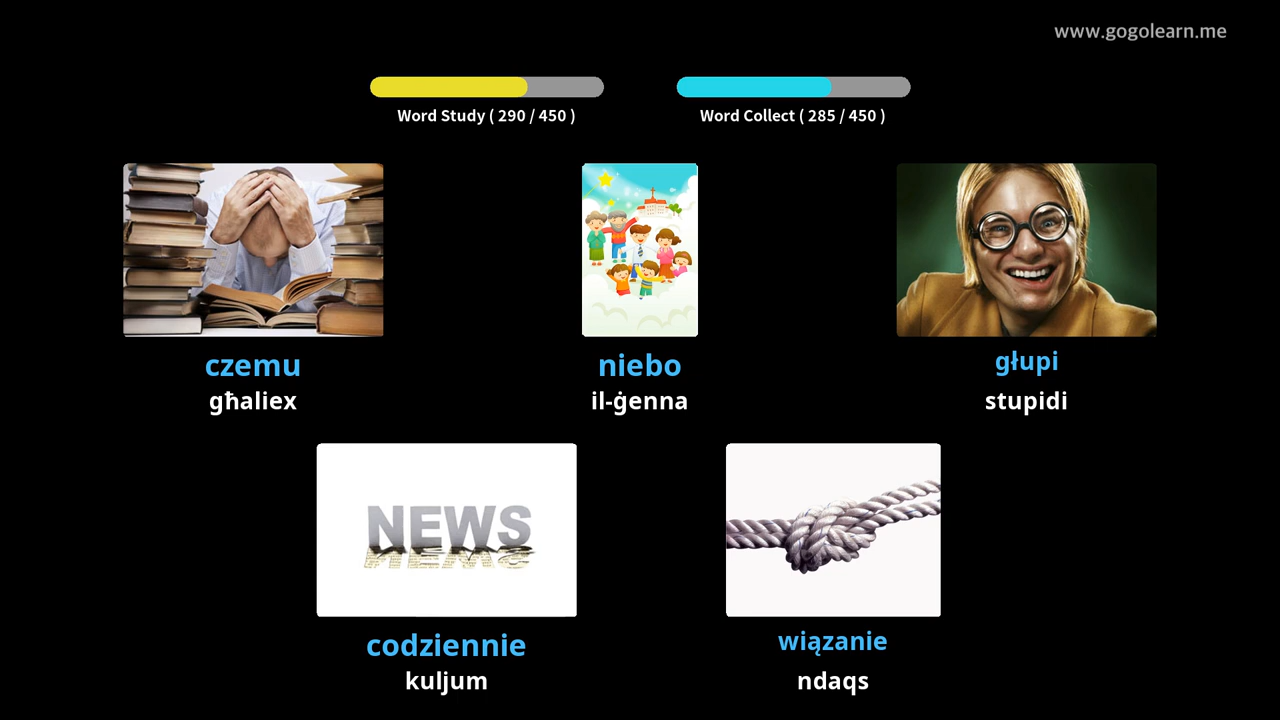 www.gogolearn.me
Word Study ( 290 / 450 )
Word Collect ( 285 / 450 )
czemu
għaliex
niebo
il-ġenna
głupi
stupidi
NEWS
codziennie
kuljum
wiązanie
ndaqs